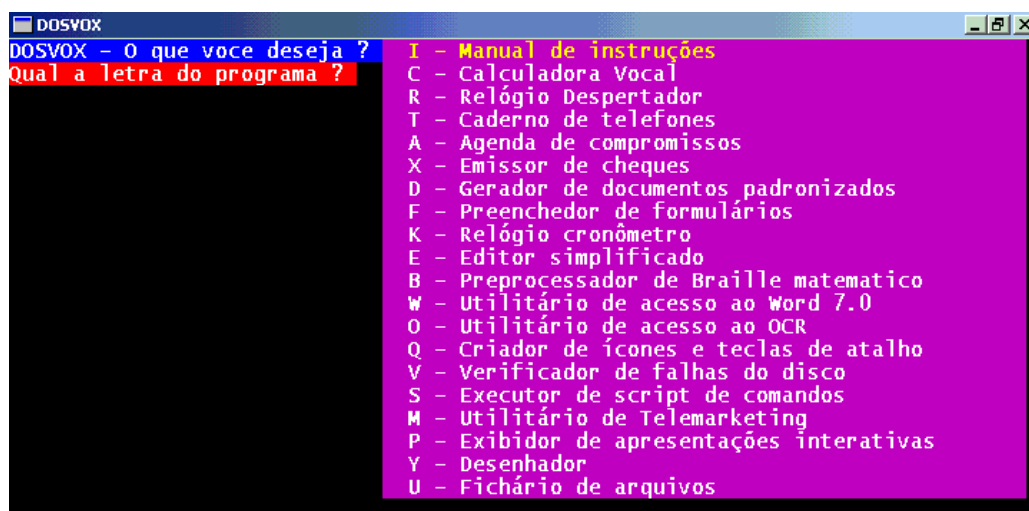 DOSVOX
DOSVOX - O que voce deseja ?
Qual a letra do programa ?
I - Manual de instruções
C - Calculadora Vocal
R - Relógio Despertador
T - Caderno de telefones
A - Agenda de compromissos
X - Emissor de cheques
D - Gerador de documentos padronizados
F - Preenchedor de formulários
K - Relógio cronômetro
E - Editor simplificado
B - Preprocessador de Braille matematico
W - Utilitário de acesso ao Word 7.0
O - Utilitário de acesso ao OCR
Q - Criador de ícones e teclas de atalho
V - Verificador de falhas do disco
S - Executor de script de comandos
M - Utilitário de Telemarketing
P - Exibidor de apresentações interativas
Y - Desenhador
U - Fichário de arquivos